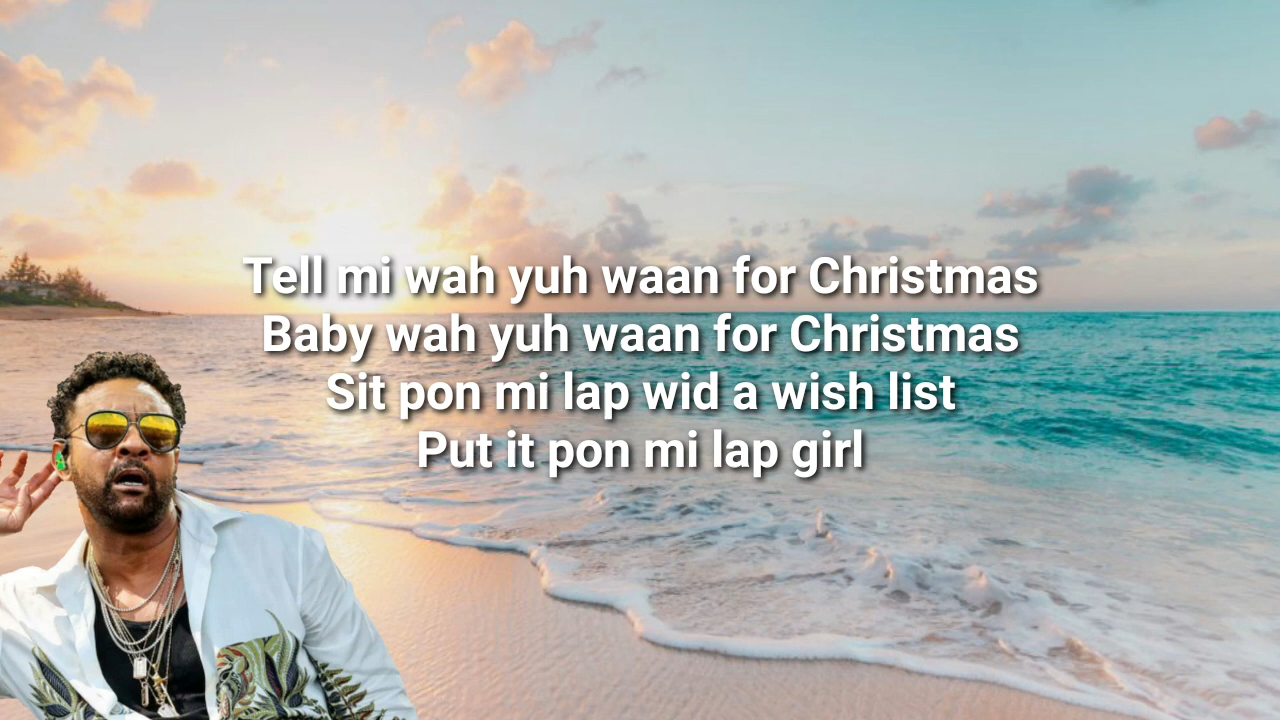 Tell mi wah yuh waan for Christmas
Baby wah yuh waan for Christmas
Sit pon mi lap wid a wish list
Put it pon mi lap girl